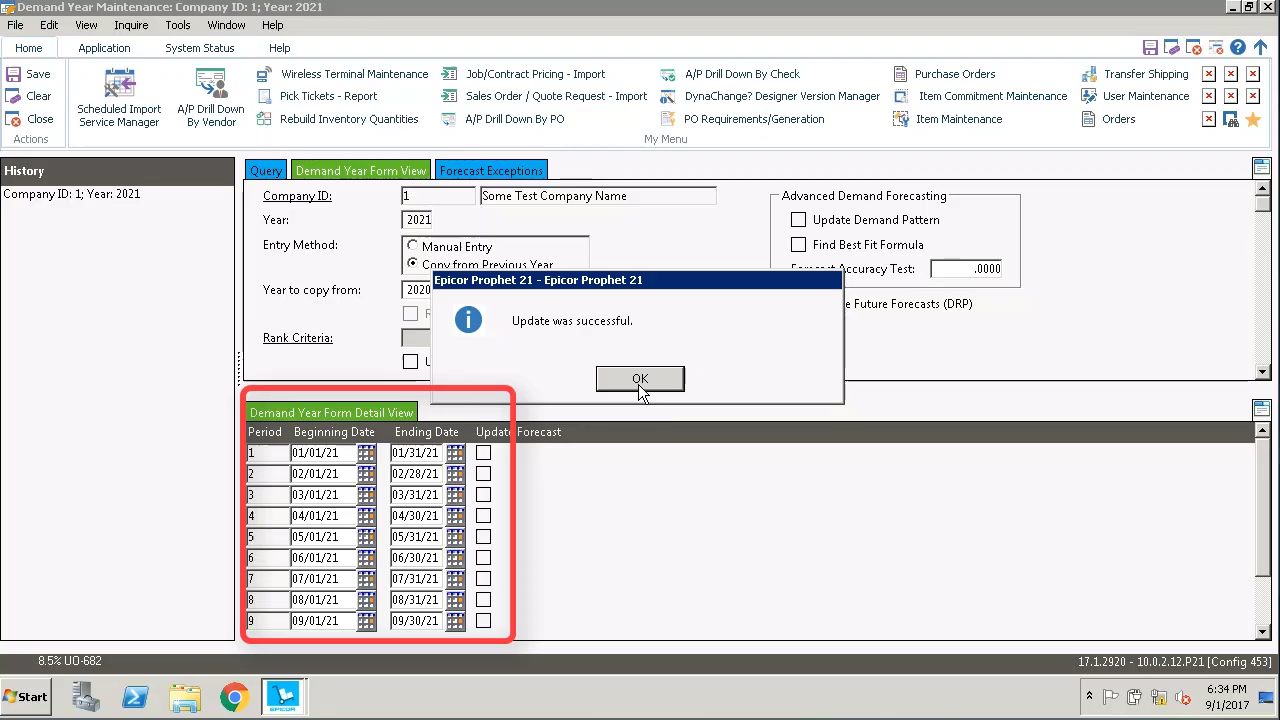 Demand Year Maintenance: Company ID: 1; Year: 2021
File Edit View Inquire Tools Window Help
Home Application System Status Help
Save Wireless Terminal Maintenance Job/Contract Pricing - Import A/P Drill Down By Check Purchase Orders Transfer Shipping
Clear Scheduled Import Service Manager A/P Drill Down By Vendor Pick Tickets - Report Sales Order / Quote Request - Import DynaChange? Designer Version Manager Item Commitment Maintenance User Maintenance
Close Rebuild Inventory Quantities A/P Drill Down By PO PO Requirements/Generation Item Maintenance Orders
Actions My Menu
History
Company ID: 1; Year: 2021
Query Demand Year Form View Forecast Exceptions
Company ID: 1 Some Test Company Name
Year: 2021
Entry Method: Manual Entry
Copy from Previous Year
Year to copy from: 2020
Rank Criteria:
Advanced Demand Forecasting
Update Demand Pattern
Find Best Fit Formula
Forecast Accuracy Test: .0000
e Future Forecasts (DRP)
Epicor Prophet 21 - Epicor Prophet 21
i Update was successful.
OK
Demand Year Form Detail View
Period Beginning Date Ending Date Update Forecast
1 01/01/21 01/31/21
2 02/01/21 02/28/21
3 03/01/21 03/31/21
4 04/01/21 04/30/21
5 05/01/21 05/31/21
6 06/01/21 06/30/21
7 07/01/21 07/31/21
8 08/01/21 08/31/21
9 09/01/21 09/30/21
8.5% UO-682 17.1.2920 - 10.0.2.12.P21 [Config 453]
Start EPICOR 6:34 PM
9/1/2017